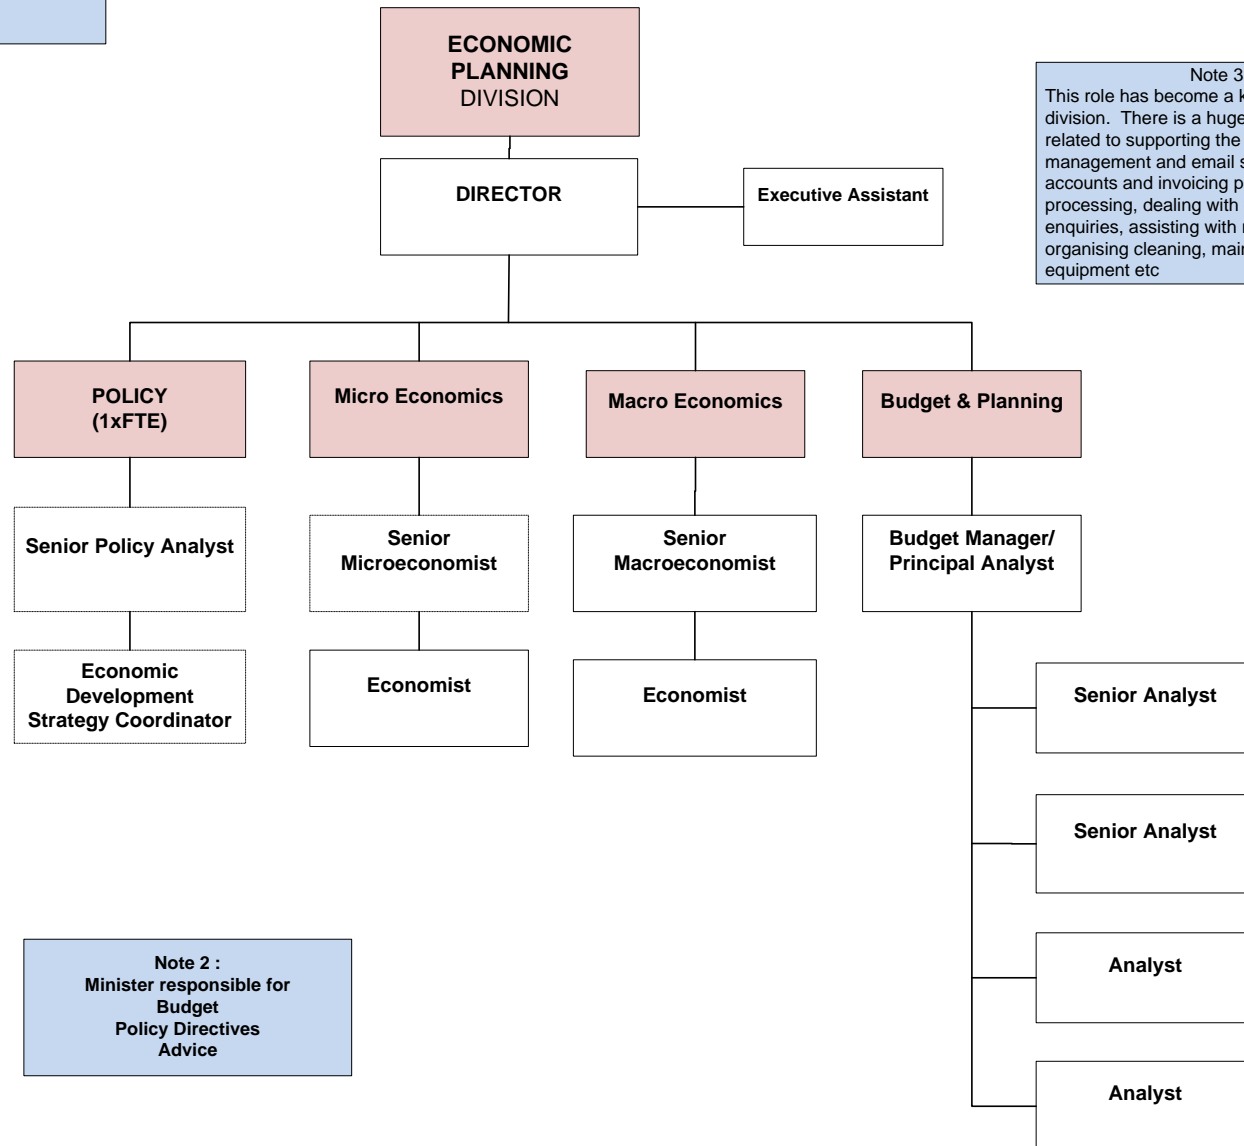 ECONOMIC
PLANNING
DIVISION
Note 3
This role has become a
division. There is a huge
related to supporting the
management and email
accounts and invoicing
processing, dealing with
enquiries, assisting with
organising cleaning,
equipment etc
DIRECTOR
Executive Assistant
POLICY
(1xFTE)
Micro Economics
Macro Economics
Budget & Planning
Senior Policy Analyst
Senior
Microeconomist
Senior
Macroeconomist
Budget Manager/
Principal Analyst
Economic
Development
Strategy Coordinator
Economist
Economist
Senior Analyst
Senior Analyst
Analyst
Analyst
Note 2 :
Minister responsible for
Budget
Policy Directives
Advice